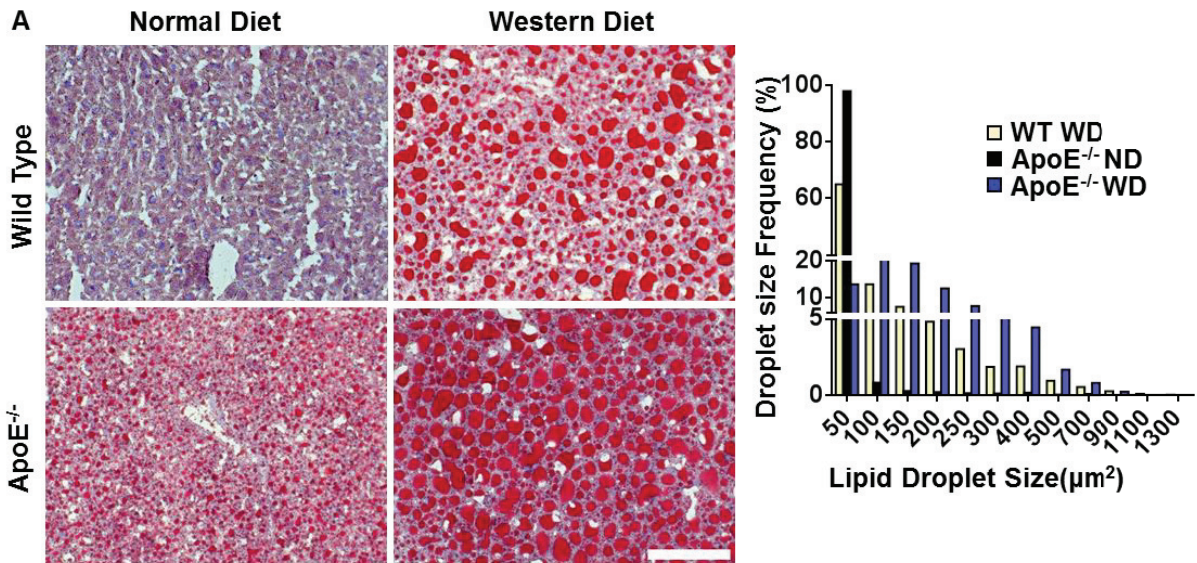 A
Normal Diet
Western Diet
Wild Type
ApoE-/-
Droplet size Frequency (%)
100
80
60
20
10
5
0
WT WD
ApoE-/- ND
ApoE-/- WD
50 100 150 200 250 300 400 500 700 900 1100 1300
Lipid Droplet Size(µm²)